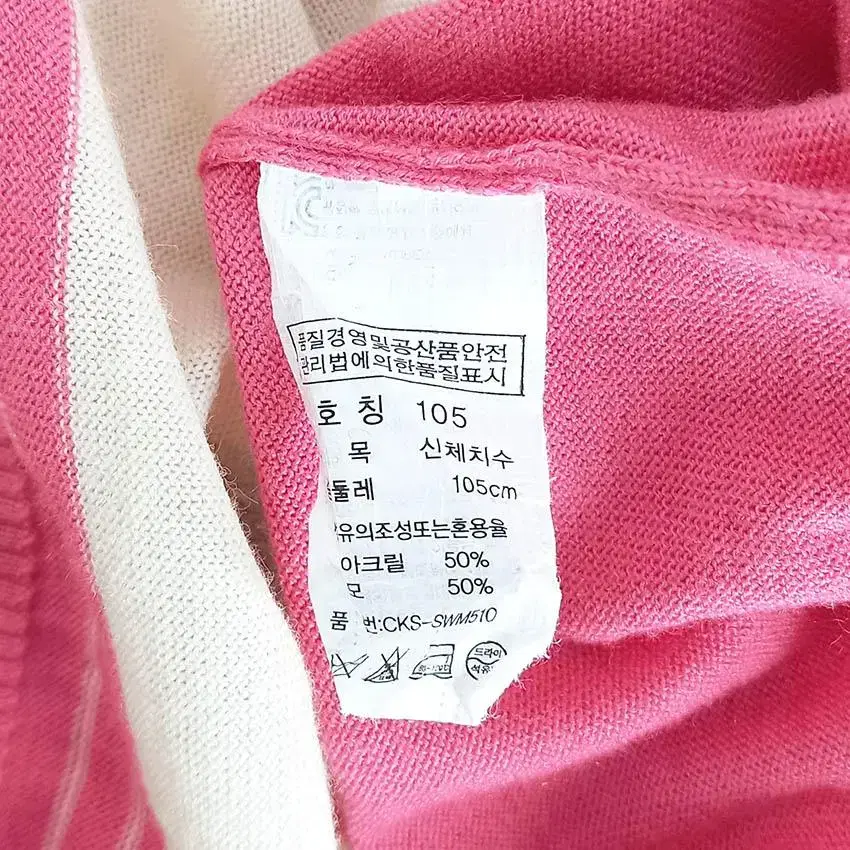 품질경영및공산품안전
관리법에의한품질표시
호 칭 105
목 신체치수
둘레 105cm
유의조성또는혼용율
아크릴 50%
모 50%
품 번:CKS-SWM510
드라이